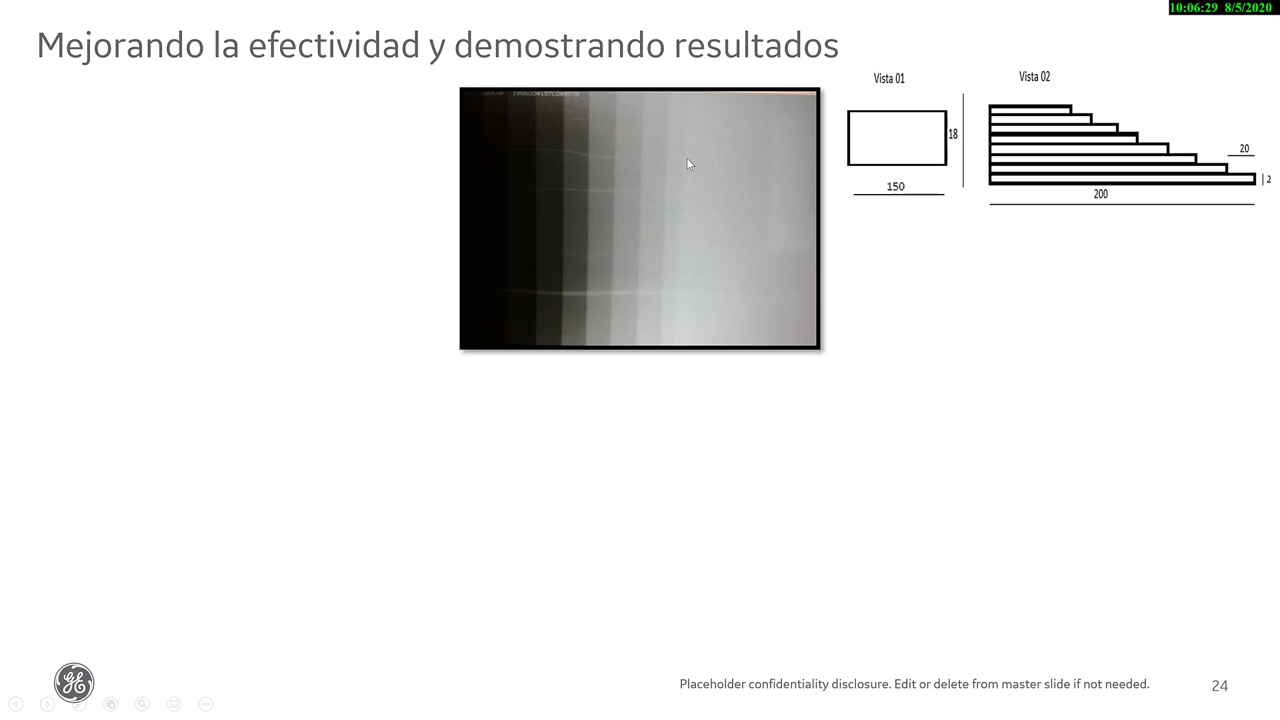 10:06:29 8/5/2020
Mejorando la efectividad y demostrando resultados
Vista 01
Vista 02
18
150
20
2
200
Placeholder confidentiality disclosure. Edit or delete from master slide if not needed.
24